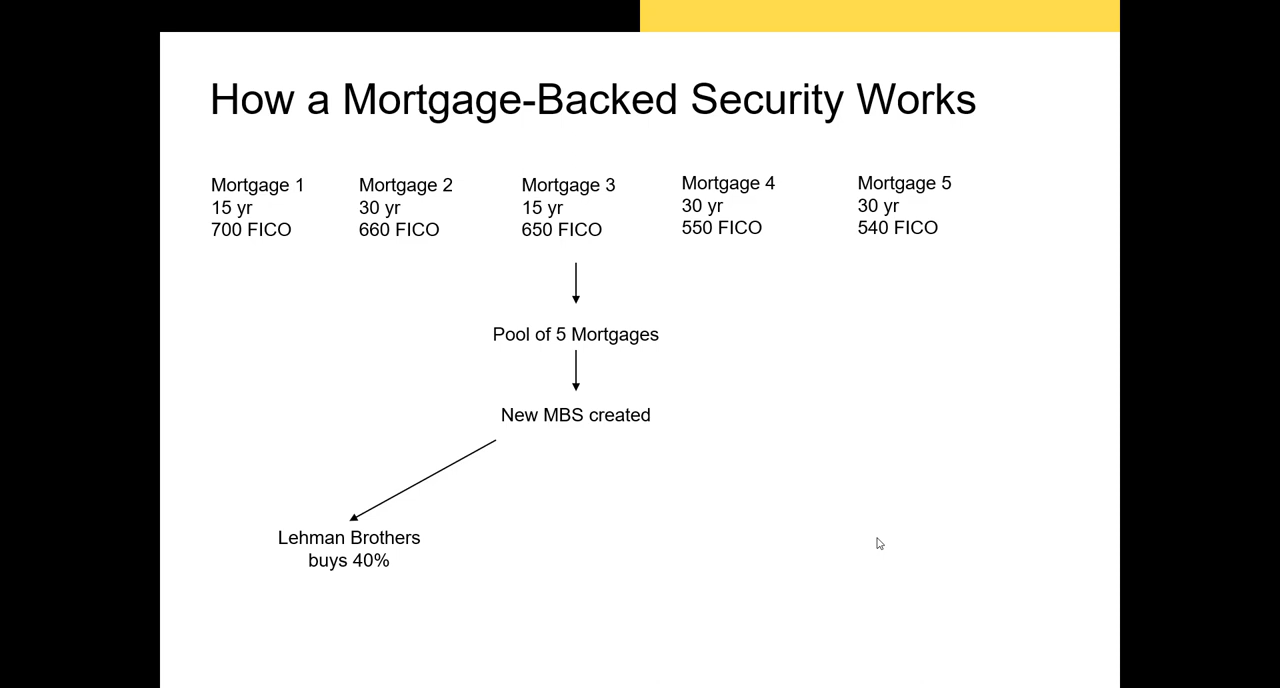 How a Mortgage-Backed Security Works
Mortgage 1
15 yr
700 FICO
Mortgage 2
30 yr
660 FICO
Mortgage 3
15 yr
650 FICO
Mortgage 4
30 yr
550 FICO
Mortgage 5
30 yr
540 FICO
Pool of 5 Mortgages
New MBS created
Lehman Brothers
buys 40%